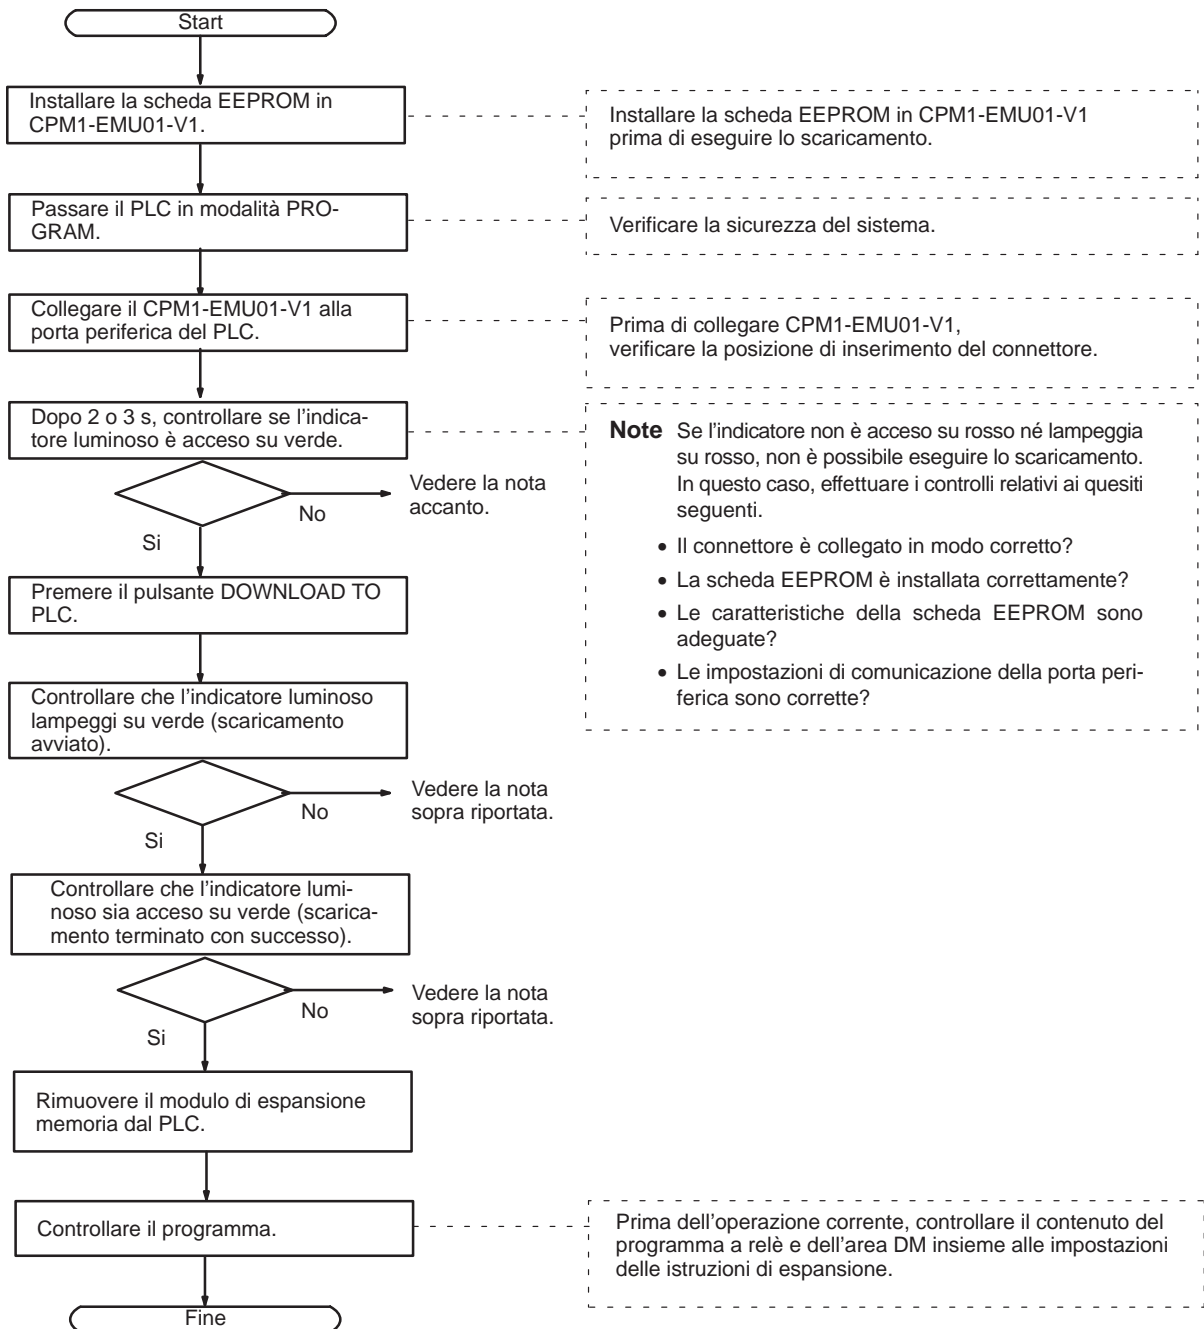 Start
Installare la scheda EEPROM in
CPM1-EMU01-V1.
Installare la scheda EEPROM in CPM1-EMU01-V1
prima di eseguire lo scaricamento.
Passare il PLC in modalità PRO-
GRAM.
Verificare la sicurezza del sistema.
Collegare il CPM1-EMU01-V1 alla
porta periferica del PLC.
Prima di collegare CPM1-EMU01-V1,
verificare la posizione di inserimento del connettore.
Dopo 2 o 3 s, controllare se l'indica-
tore luminoso è acceso su verde.
Note Se l'indicatore non è acceso su rosso né lampeggia
su rosso, non è possibile eseguire lo scaricamento.
In questo caso, effettuare i controlli relativi ai quesiti
seguenti.
• Il connettore è collegato in modo corretto?
• La scheda EEPROM è installata correttamente?
• Le caratteristiche della scheda EEPROM sono
adeguate?
• Le impostazioni di comunicazione della porta peri-
ferica sono corrette?
No
Vedere la nota
accanto.
Si
Premere il pulsante DOWNLOAD TO
PLC.
Controllare che l'indicatore luminoso
lampeggi su verde (scaricamento
avviato).
No
Vedere la nota
sopra riportata.
Si
Controllare che l'indicatore lumi-
noso sia acceso su verde (scarica-
mento terminato con successo).
No
Vedere la nota
sopra riportata.
Si
Rimuovere il modulo di espansione
memoria dal PLC.
Controllare il programma.
Prima dell'operazione corrente, controllare il contenuto del
programma a relè e dell'area DM insieme alle impostazioni
delle istruzioni di espansione.
Fine